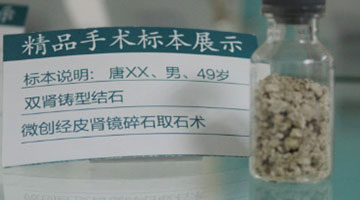 精品手术标本展示
标本说明：唐XX、男、49岁
双肾铸型结石
微创经皮肾镜碎石取石术